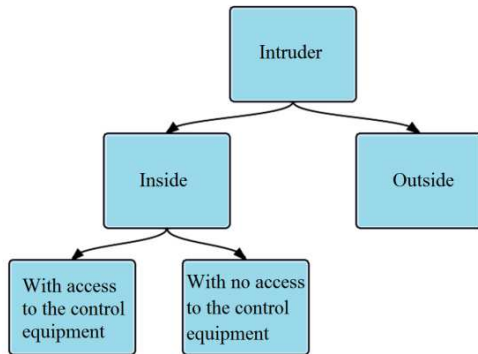 Intruder
Inside
Outside
With access
to the control
equipment
With no access
to the control
equipment